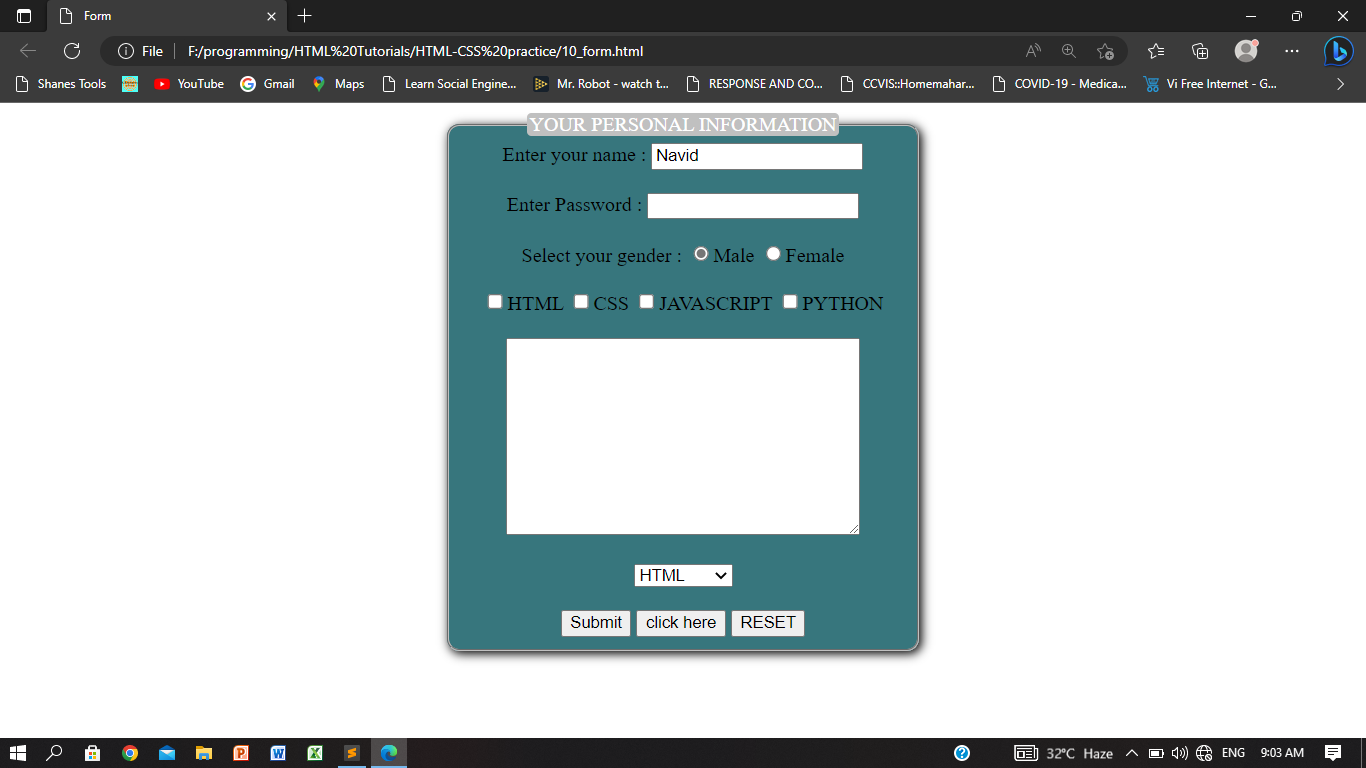 Form
File
F:/programming/HTML%20Tutorials/HTML-CSS%20practice/10_form.html
Shanes Tools YouTube Gmail Maps Learn Social Engine... Mr. Robot - watch t... RESPONSE AND CO... CCVIS::Homemahar... COVID-19 - Medica... Vi Free Internet - G...
YOUR PERSONAL INFORMATION
Enter your name : Navid
Enter Password :
Select your gender : Male Female
HTML CSS JAVASCRIPT PYTHON
HTML
Submit click here RESET
32°C Haze ENG 9:03 AM